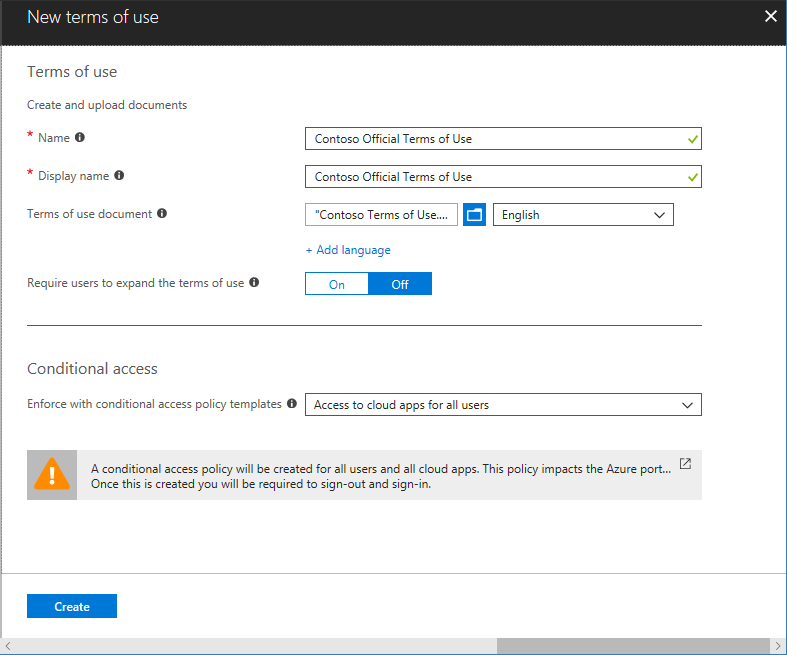 New terms of use
Terms of use
Create and upload documents
* Name
Contoso Official Terms of Use
* Display name
Contoso Official Terms of Use
Terms of use document
"Contoso Terms of Use....
English
+ Add language
Require users to expand the terms of use
On
Off
Conditional access
Enforce with conditional access policy templates
Access to cloud apps for all users
A conditional access policy will be created for all users and all cloud apps. This policy impacts the Azure port...
Once this is created you will be required to sign-out and sign-in.
Create